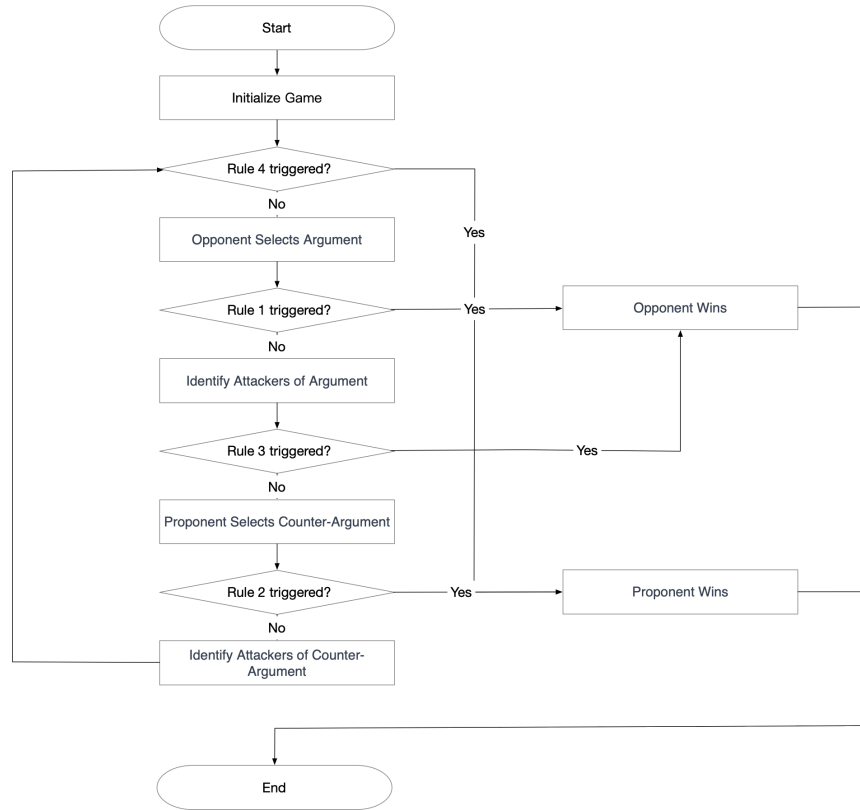 Start
Initialize Game
Rule 4 triggered?
No
Yes
Opponent Selects Argument
Rule 1 triggered?
Yes
Opponent Wins
No
Identify Attackers of Argument
Rule 3 triggered?
Yes
No
Proponent Selects Counter-Argument
Rule 2 triggered?
Yes
Proponent Wins
No
Identify Attackers of Counter-
Argument
End